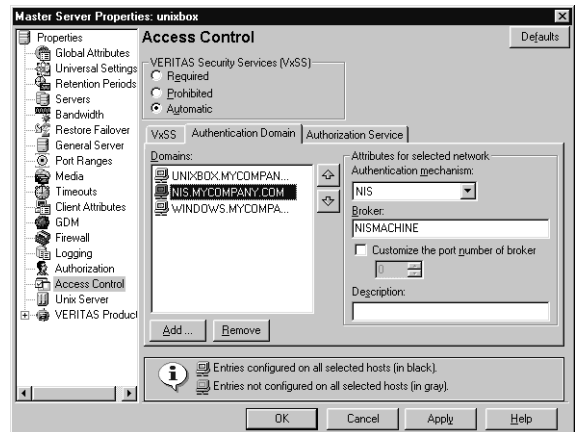 Master Server Properties: unixbox
Properties
Global Attributes
Universal Settings
Retention Periods
Servers
Bandwidth
Restore Failover
General Server
Port Ranges
Media
Timeouts
Client Attributes
GDM
Firewall
Logging
Authorization
Access Control
Unix Server
VERITAS Product
Access Control
Defaults
VERITAS Security Services (VxSS)
Required
Prohibited
Automatic
VxSS
Authentication Domain
Authorization Service
Domains:
UNIXBOX.MYCOMPAN...
NIS.MYCOMPANY.COM
WINDOWS.MYCOMPA...
Add ...
Remove
Attributes for selected network
Authentication mechanism:
NIS
Broker:
NISMACHINE
Customize the port number of broker
0
Description:
Entries configured on all selected hosts (in black).
Entries not configured on all selected hosts (in gray).
OK
Cancel
Apply
Help